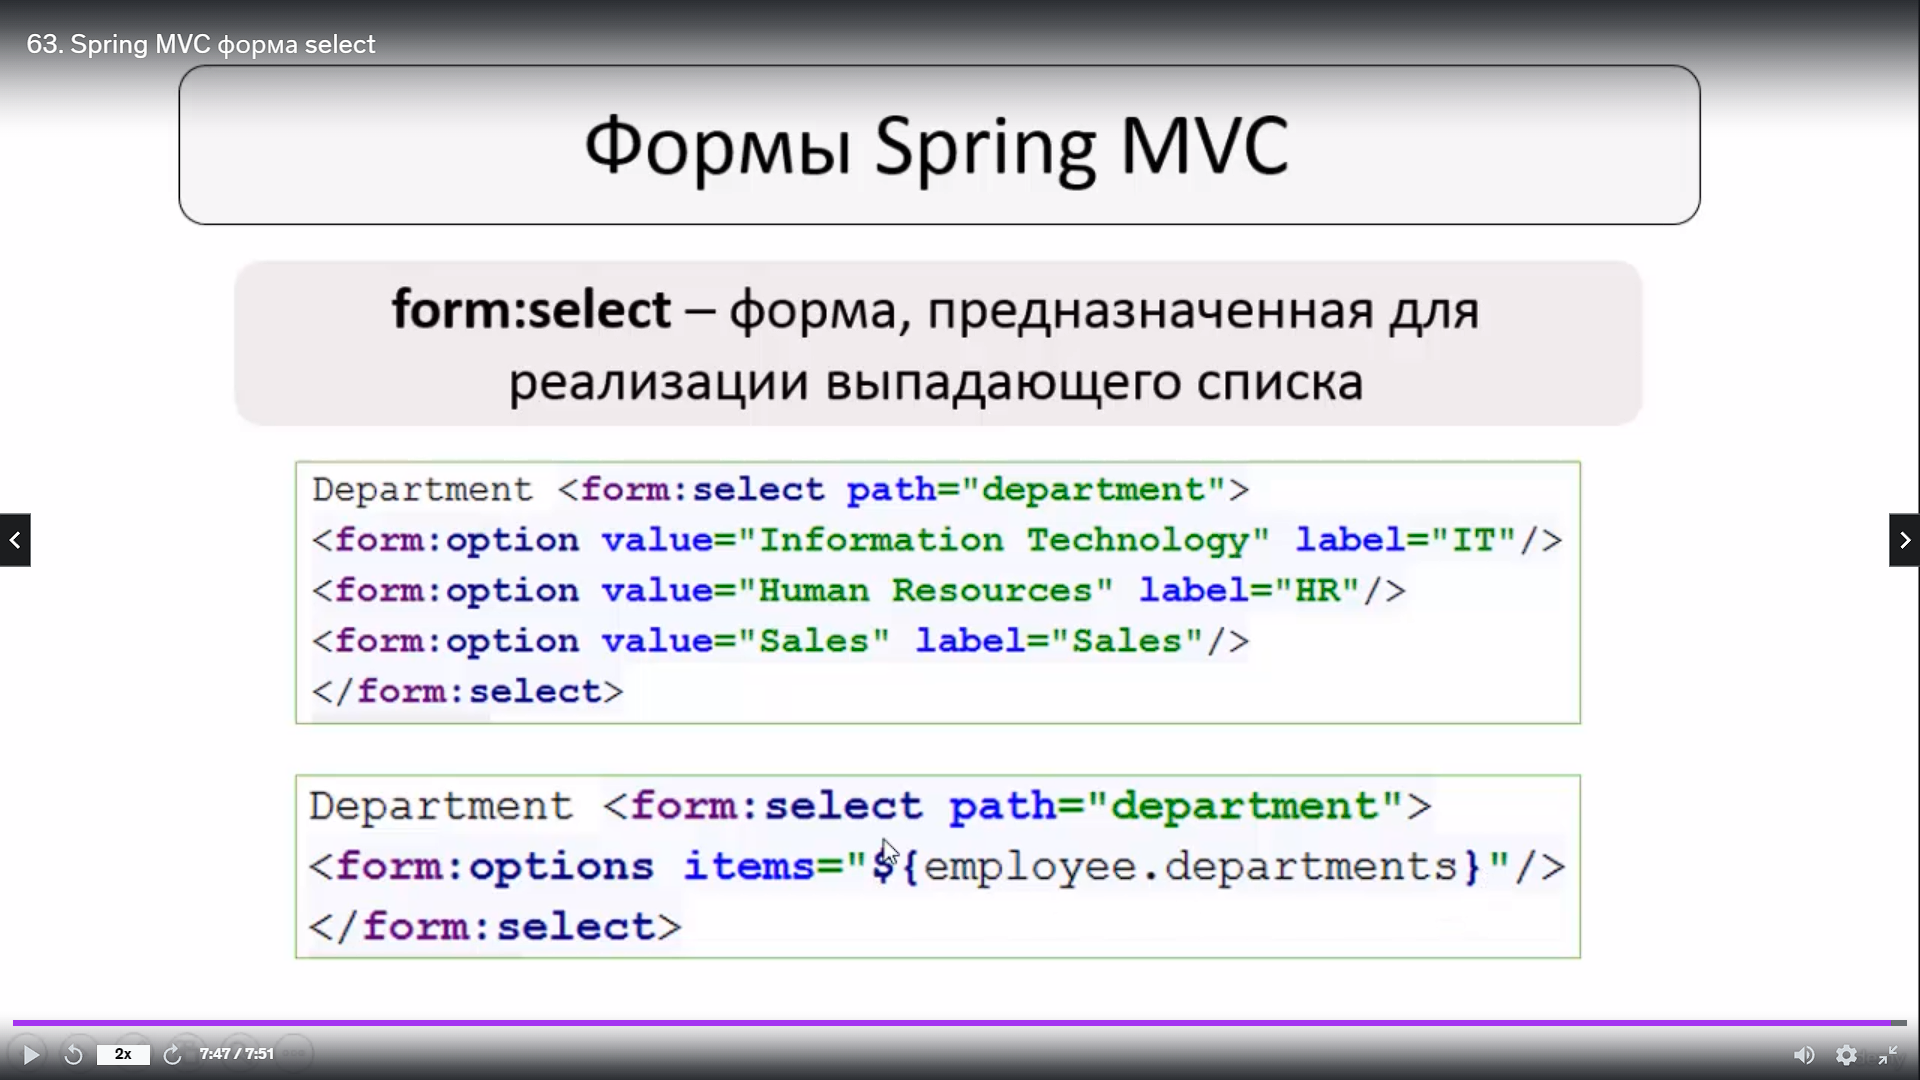 63. Spring MVC форма select
Формы Spring MVC
form:select – форма, предназначенная для
реализации выпадающего списка
Department <form:select path="department">
<form:option value="Information Technology" label="IT"/>
<form:option value="Human Resources" label="HR"/>
<form:option value="Sales" label="Sales"/>
</form:select>
Department <form:select path="department">
<form:options items="${employee.departments}"/>
</form:select>
2x
7:47 / 7:51